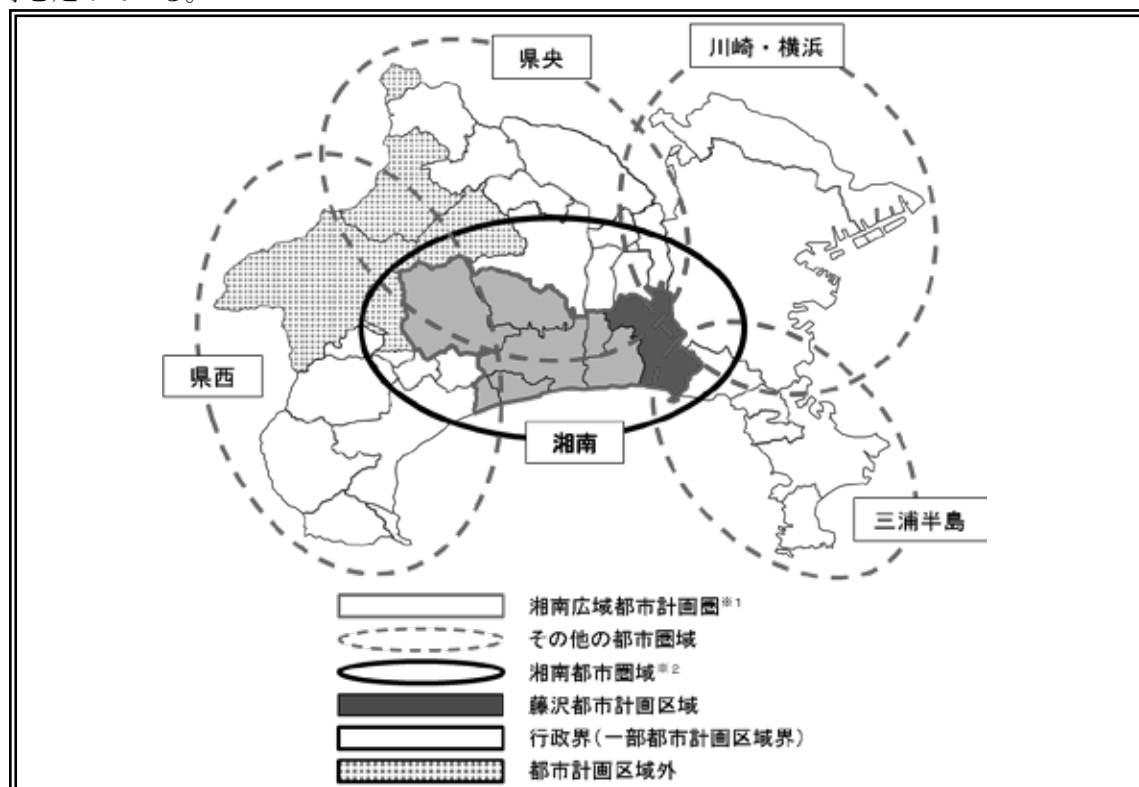 県央
川崎・横浜
県西
湘南
三浦半島
湘南広域都市計画圏※1
その他の都市圏域
湘南都市圏域※2
藤沢都市計画区域
行政界（一部都市計画区域界）
都市計画区域外